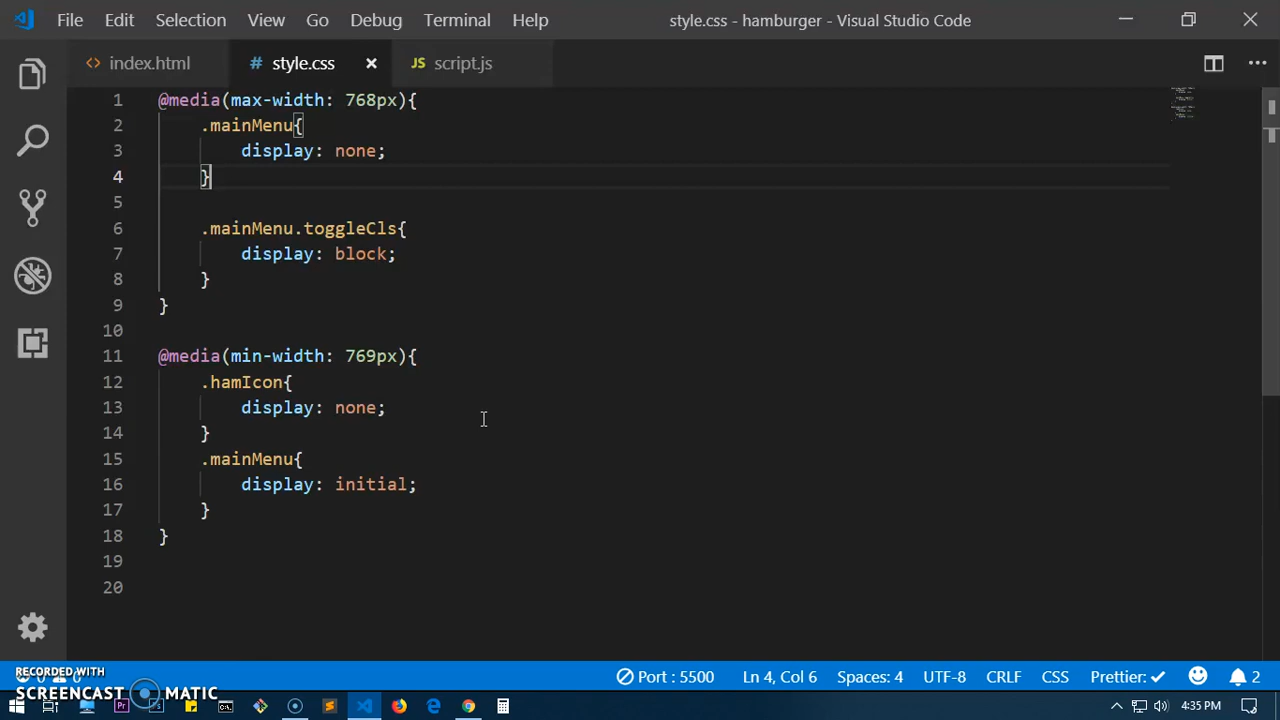 File Edit Selection View Go Debug Terminal Help style.css - hamburger - Visual Studio Code
<> index.html # style.css × JS script.js ...
1 @media(max-width: 768px){
2 .mainMenu{
3 display: none;
4 }
5
6 .mainMenu.toggleCls{
7 display: block;
8 }
9 }
10
11 @media(min-width: 769px){
12 .hamIcon{
13 display: none;
14 }
15 .mainMenu{
16 display: initial;
17 }
18 }
19
20
RECORDED WITH
SCREENCAST MATIC
Port : 5500 Ln 4, Col 6 Spaces: 4 UTF-8 CRLF CSS Prettier: ✓ 2
Pr 4:35 PM